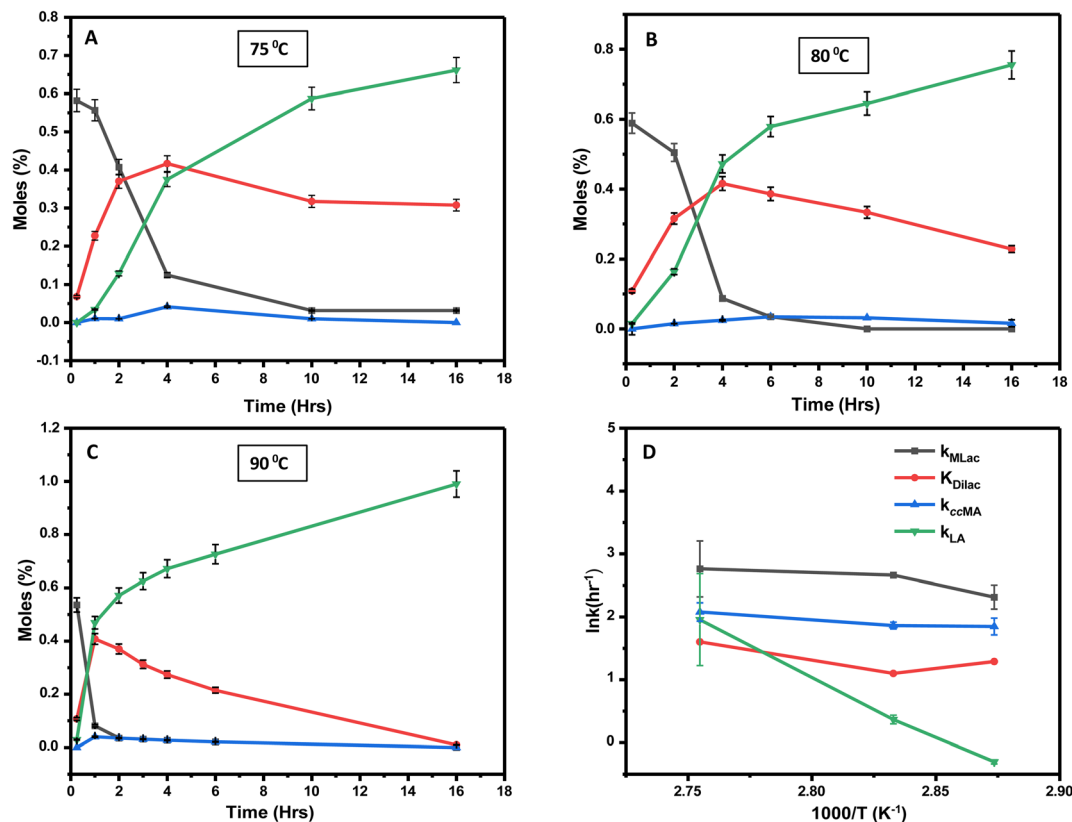 A
75 ⁰C
Moles (%)
0.8
0.7
0.6
0.5
0.4
0.3
0.2
0.1
0.0
-0.1
0 2 4 6 8 10 12 14 16 18
Time (Hrs)
B
80 ⁰C
Moles (%)
0.8
0.6
0.4
0.2
0.0
0 2 4 6 8 10 12 14 16 18
Time (Hrs)
C
90 ⁰C
Moles (%)
1.2
1.0
0.8
0.6
0.4
0.2
0.0
0 2 4 6 8 10 12 14 16 18
Time (Hrs)
D
kMLac
KDilac
kccMA
kLA
lnk(hr⁻¹)
5
4
3
2
1
0
2.75 2.80 2.85 2.90
1000/T (K⁻¹)